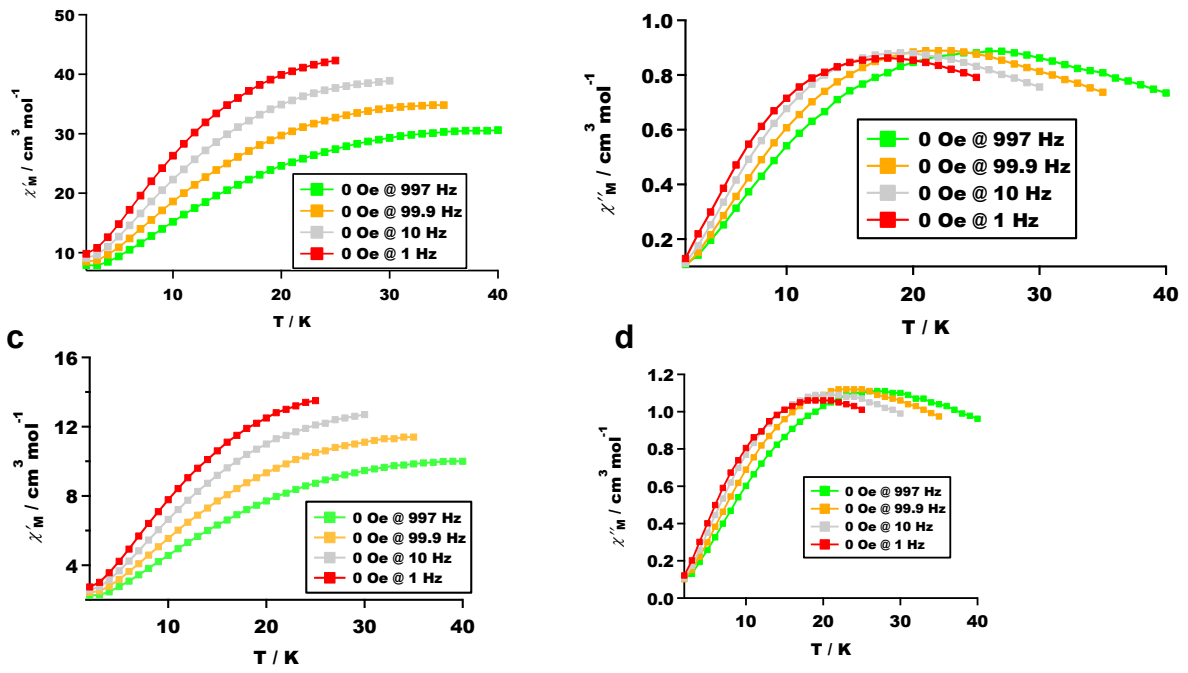 50
40
30
20
10
χ′M / cm3 mol-1
0 Oe @ 997 Hz
0 Oe @ 99.9 Hz
0 Oe @ 10 Hz
0 Oe @ 1 Hz
10
20
30
40
T / K
1.0
0.8
0.6
0.4
0.2
χ′′M / cm3 mol-1
0 Oe @ 997 Hz
0 Oe @ 99.9 Hz
0 Oe @ 10 Hz
0 Oe @ 1 Hz
10
20
30
40
T / K
c
16
12
8
4
χ′M / cm3 mol-1
0 Oe @ 997 Hz
0 Oe @ 99.9 Hz
0 Oe @ 10 Hz
0 Oe @ 1 Hz
10
20
30
40
T / K
d
1.2
1.0
0.8
0.6
0.4
0.2
0.0
χ′′M / cm3 mol-1
0 Oe @ 997 Hz
0 Oe @ 99.9 Hz
0 Oe @ 10 Hz
0 Oe @ 1 Hz
10
20
30
40
T / K